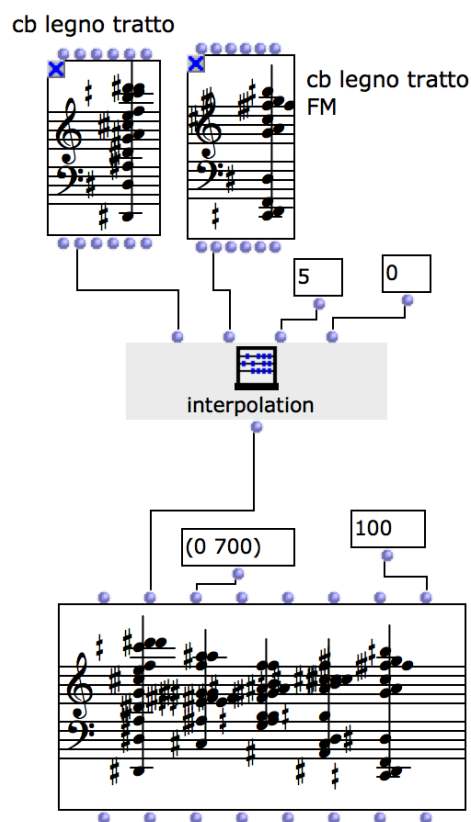 cb legno tratto
cb legno tratto
FM
5
0
interpolation
(0 700)
100